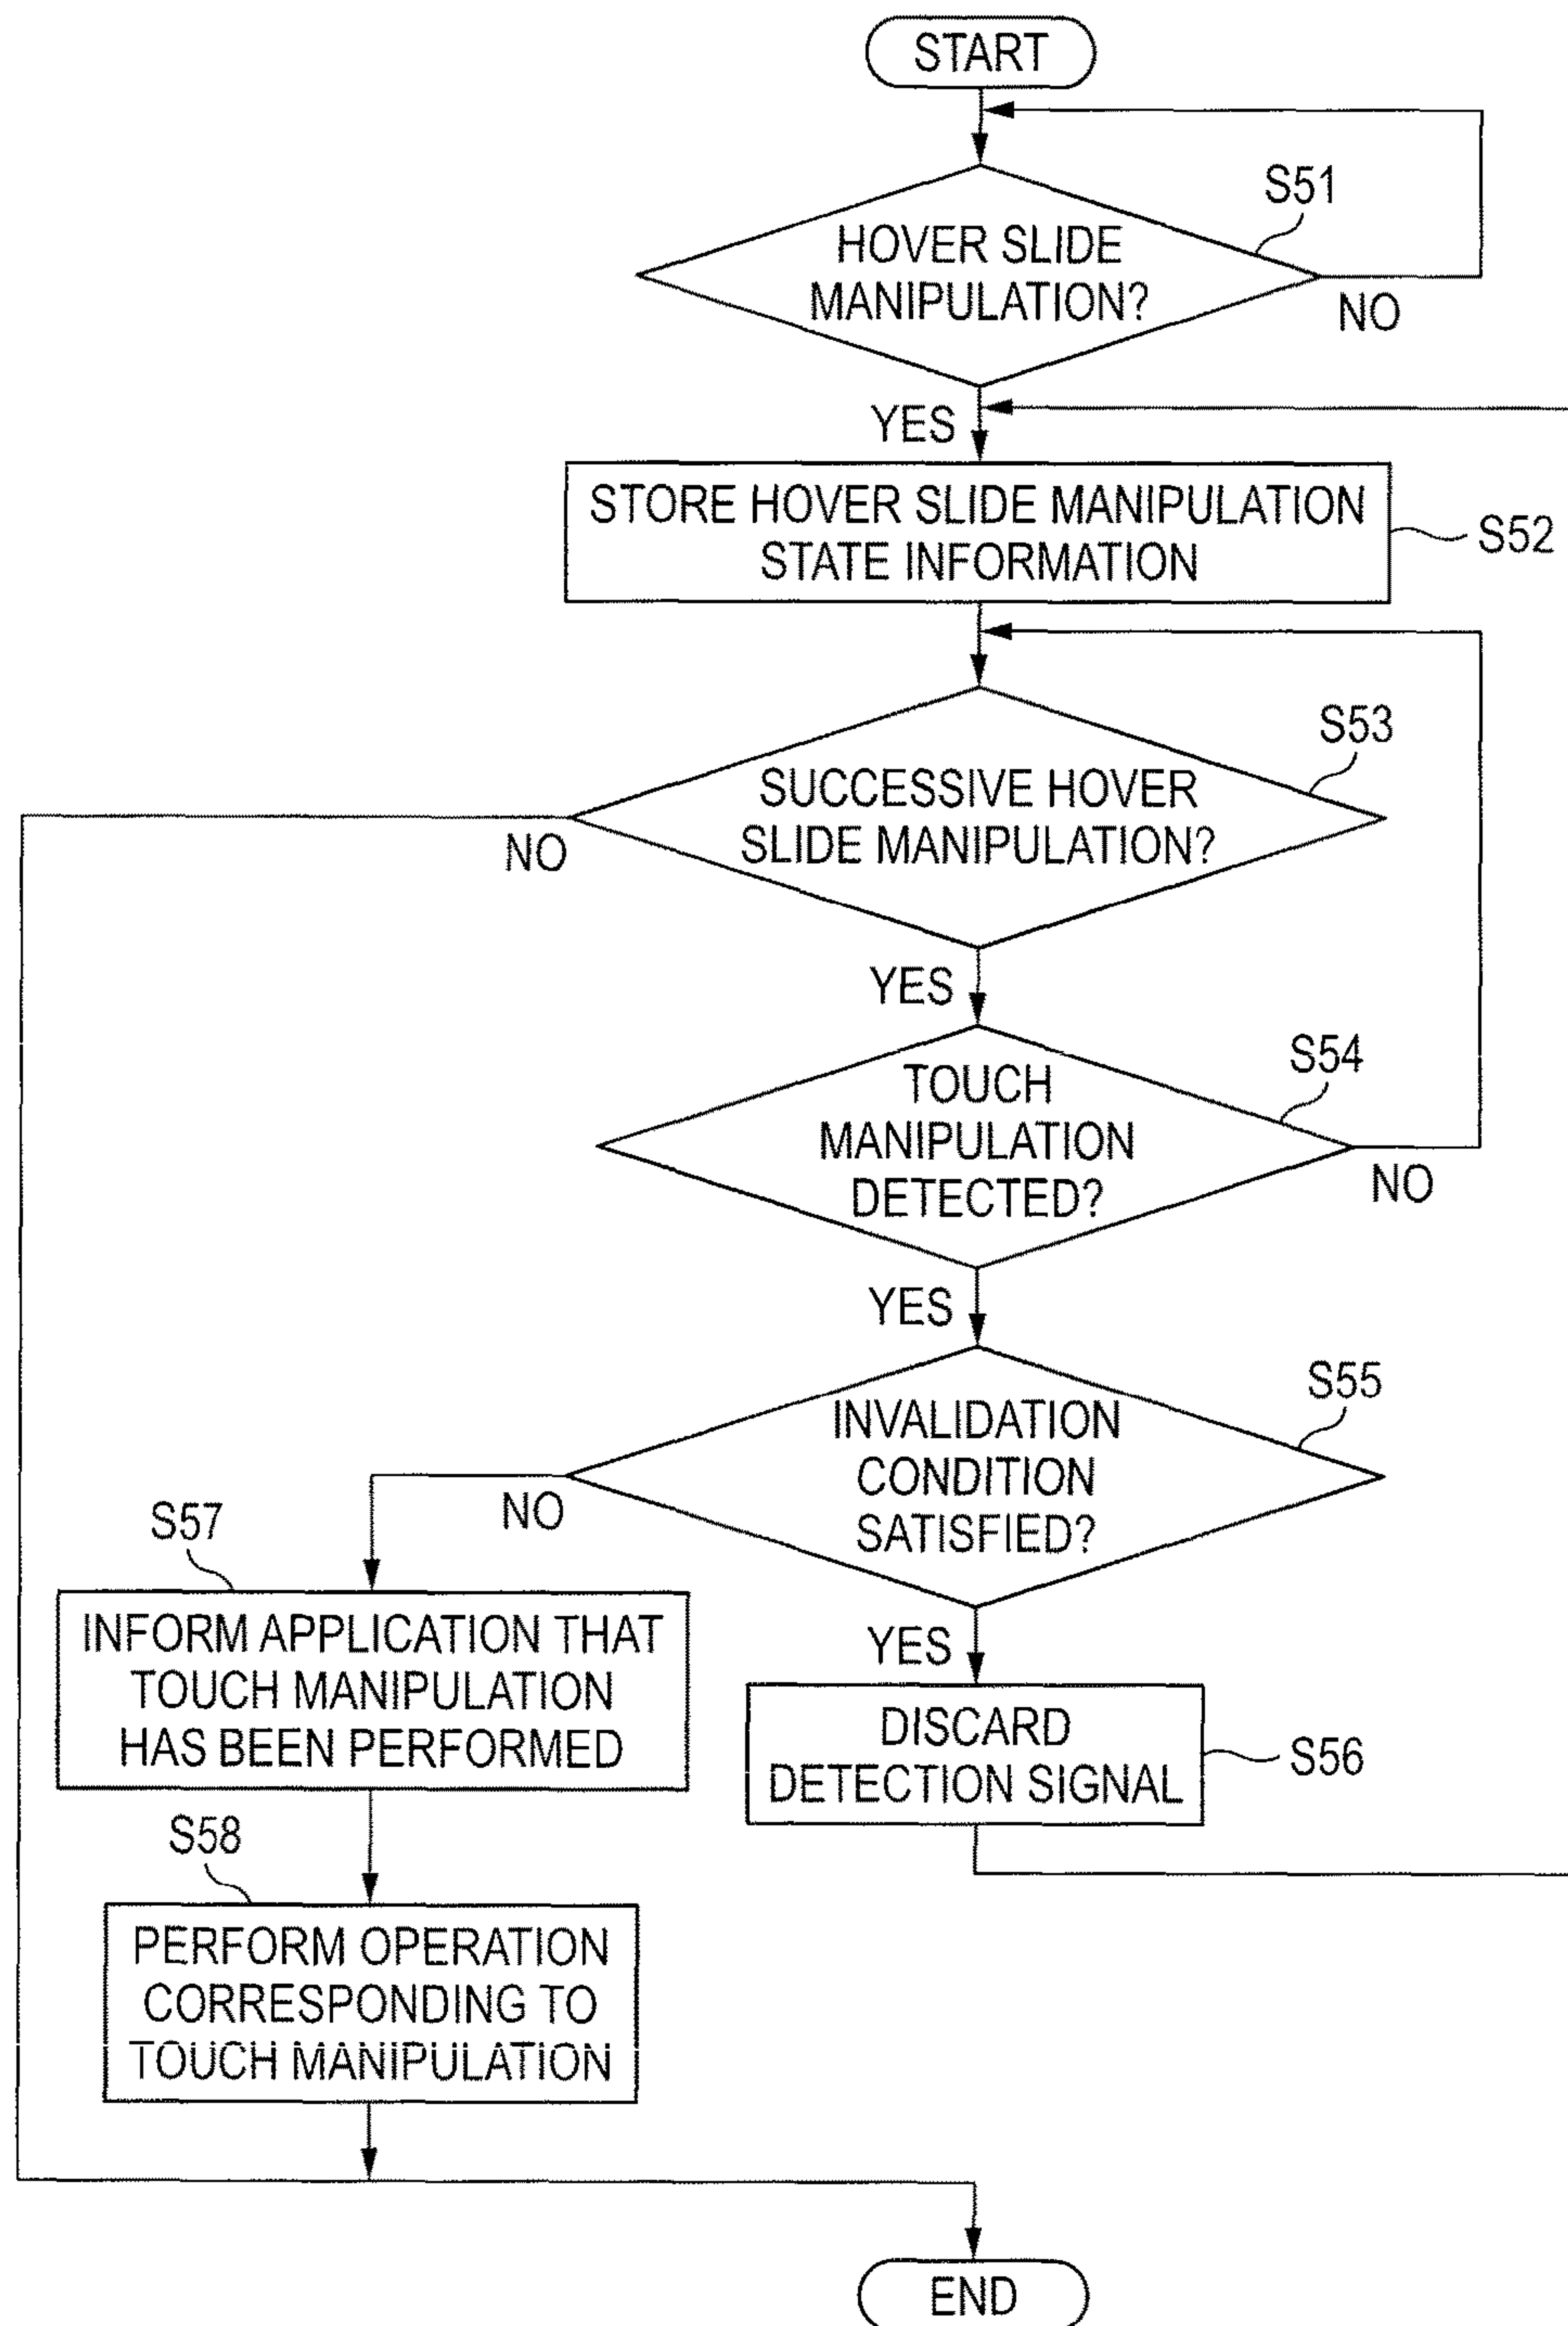 START
S51
HOVER SLIDE
MANIPULATION?
NO
YES
STORE HOVER SLIDE MANIPULATION
STATE INFORMATION
S52
S53
SUCCESSIVE HOVER
SLIDE MANIPULATION?
NO
YES
S54
TOUCH
MANIPULATION
DETECTED?
NO
YES
S55
INVALIDATION
CONDITION
SATISFIED?
NO
S57
INFORM APPLICATION THAT
TOUCH MANIPULATION
HAS BEEN PERFORMED
YES
DISCARD
DETECTION SIGNAL
S56
S58
PERFORM OPERATION
CORRESPONDING TO
TOUCH MANIPULATION
END